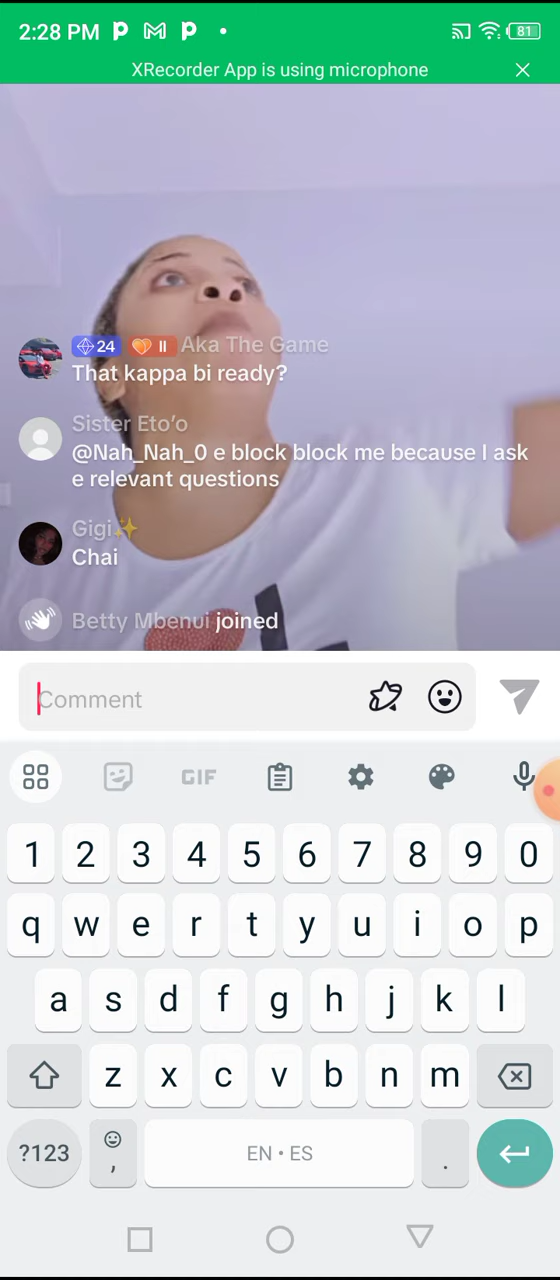 2:28 PM
81
XRecorder App is using microphone
24 II Aka The Game
That kappa bi ready?
Sister Eto'o
@Nah_Nah_0 e block block me because I ask
e relevant questions
Gigi✨
Chai
Betty Mbenui joined
Comment
GIF
1 2 3 4 5 6 7 8 9 0
q w e r t y u i o p
a s d f g h j k l
z x c v b n m
?123 , EN • ES .